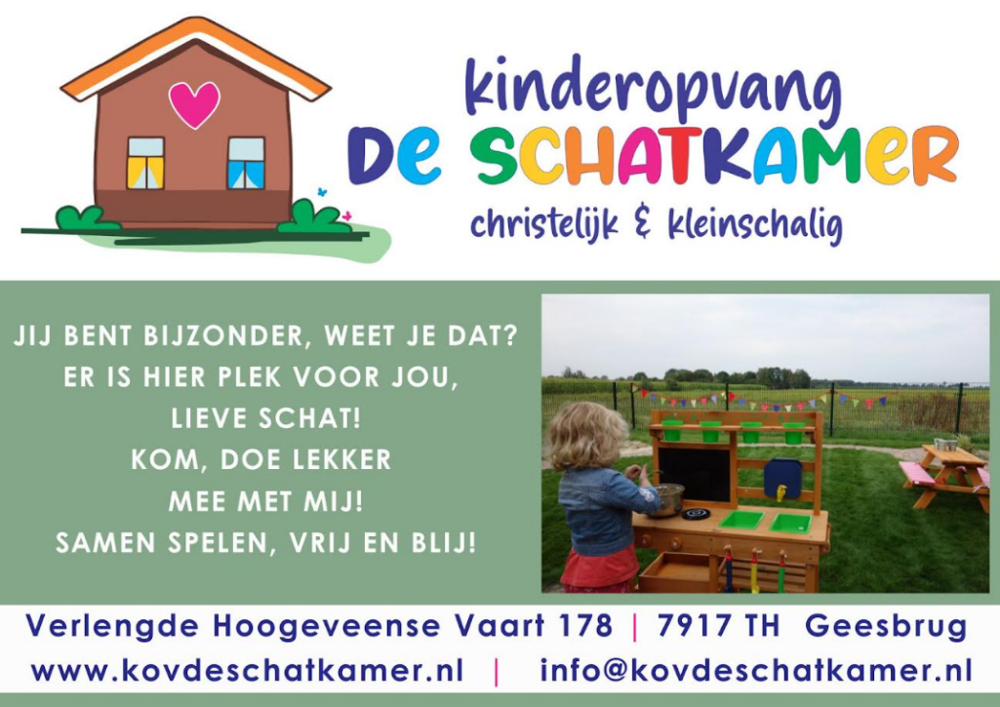 kinderopvang
DE SCHATKAMER
christelijk & kleinschalig
JIJ BENT BIJZONDER, WEET JE DAT?
ER IS HIER PLEK VOOR JOU,
LIEVE SCHAT!
KOM, DOE LEKKER
MEE MET MIJ!
SAMEN SPELEN, VRIJ EN BLIJ!
Verlengde Hoogeveense Vaart 178 | 7917 TH Geesbrug
www.kovdeschatkamer.nl | info@kovdeschatkamer.nl